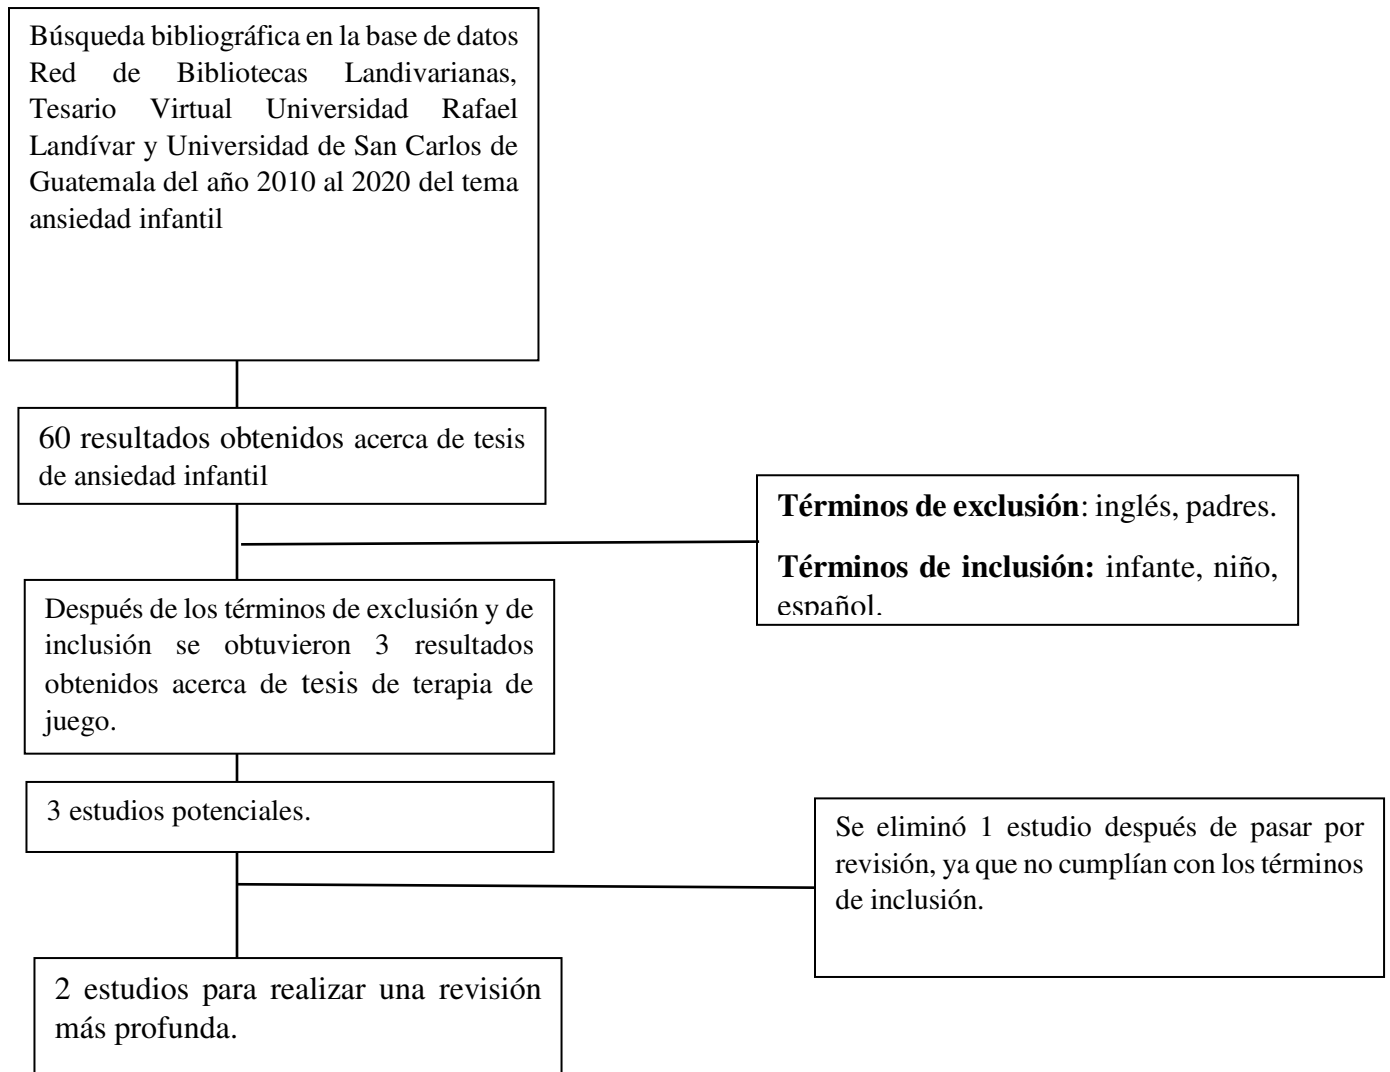 Búsqueda bibliográfica en la base de datos
Red de Bibliotecas Landivarianas,
Tesario Virtual Universidad Rafael
Landívar y Universidad de San Carlos de
Guatemala del año 2010 al 2020 del tema
ansiedad infantil
60 resultados obtenidos acerca de tesis
de ansiedad infantil
Términos de exclusión: inglés, padres.
Términos de inclusión: infante, niño,
español.
Después de los términos de exclusión y de
inclusión se obtuvieron 3 resultados
obtenidos acerca de tesis de terapia de
juego.
3 estudios potenciales.
Se eliminó 1 estudio después de pasar por
revisión, ya que no cumplían con los términos
de inclusión.
2 estudios para realizar una revisión
más profunda.